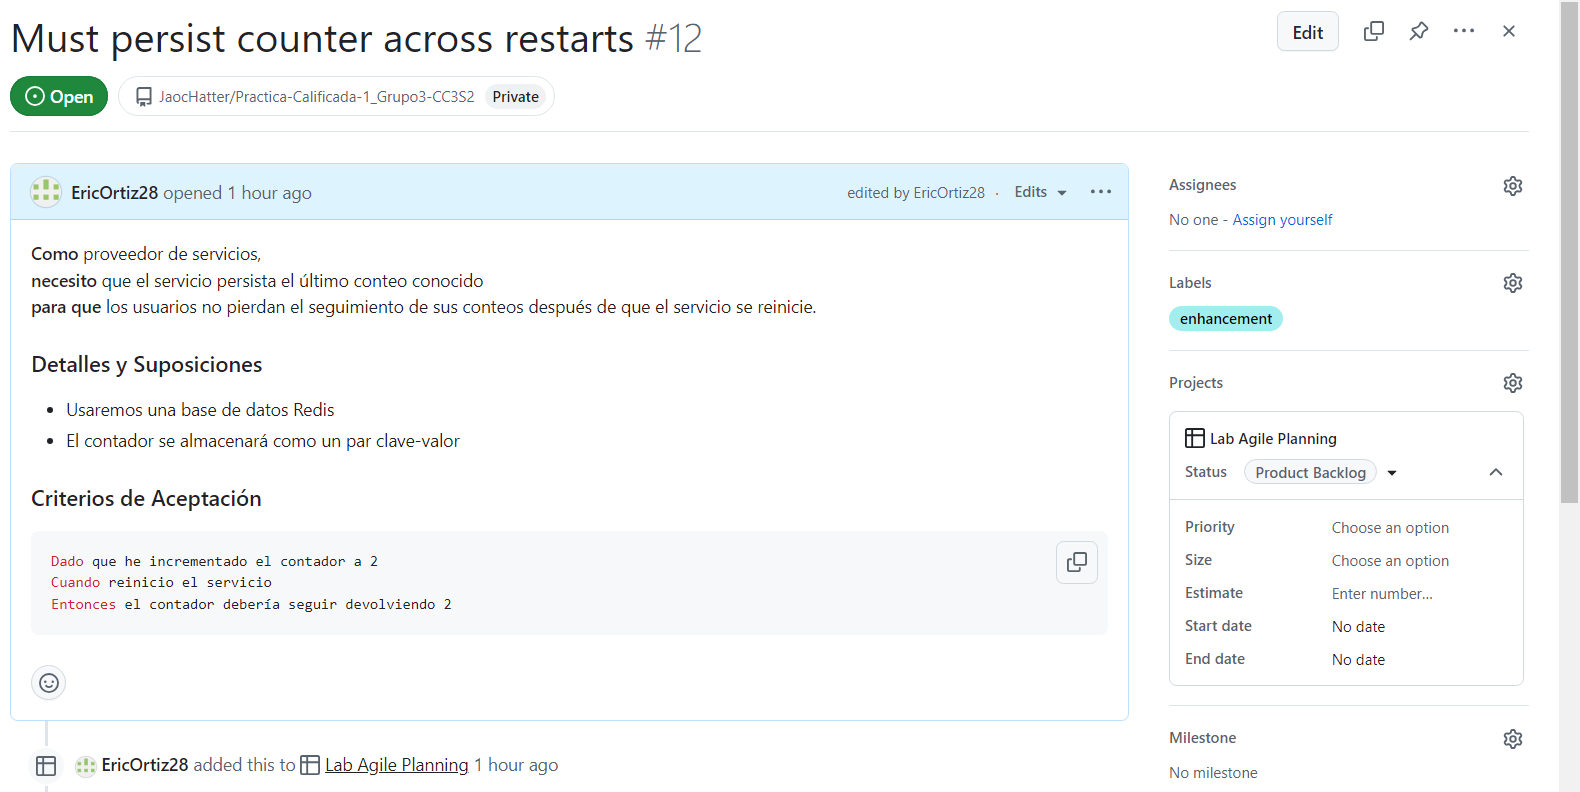 Must persist counter across restarts #12
Edit
Open
JaocHatter/Practica-Calificada-1_Grupo3-CC3S2 Private
EricOrtiz28 opened 1 hour ago
edited by EricOrtiz28 · Edits
Como proveedor de servicios,
necesito que el servicio persista el último conteo conocido
para que los usuarios no pierdan el seguimiento de sus conteos después de que el servicio se reinicie.
Detalles y Suposiciones
• Usaremos una base de datos Redis
• El contador se almacenará como un par clave-valor
Criterios de Aceptación
Dado que he incrementado el contador a 2
Cuando reinicio el servicio
Entonces el contador debería seguir devolviendo 2
EricOrtiz28 added this to Lab Agile Planning 1 hour ago
Assignees
No one - Assign yourself
Labels
enhancement
Projects
Lab Agile Planning
Status Product Backlog
Priority Choose an option
Size Choose an option
Estimate Enter number...
Start date No date
End date No date
Milestone
No milestone